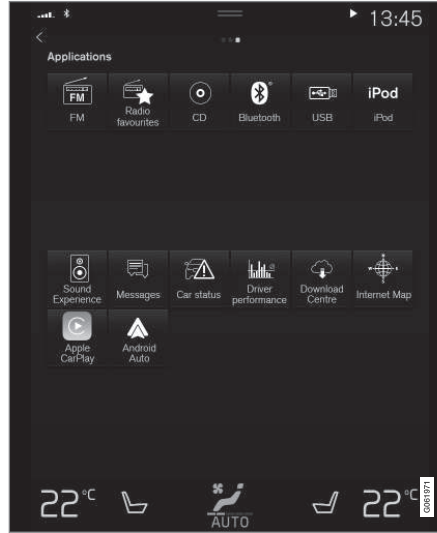 13:45
Applications
FM
FM
Radio
favourites
CD
Bluetooth
USB
iPod
iPod
Sound
Experience
Messages
Car status
Driver
performance
Download
Centre
Internet Map
Apple
CarPlay
Android
Auto
22°C
AUTO
22°C
G061971